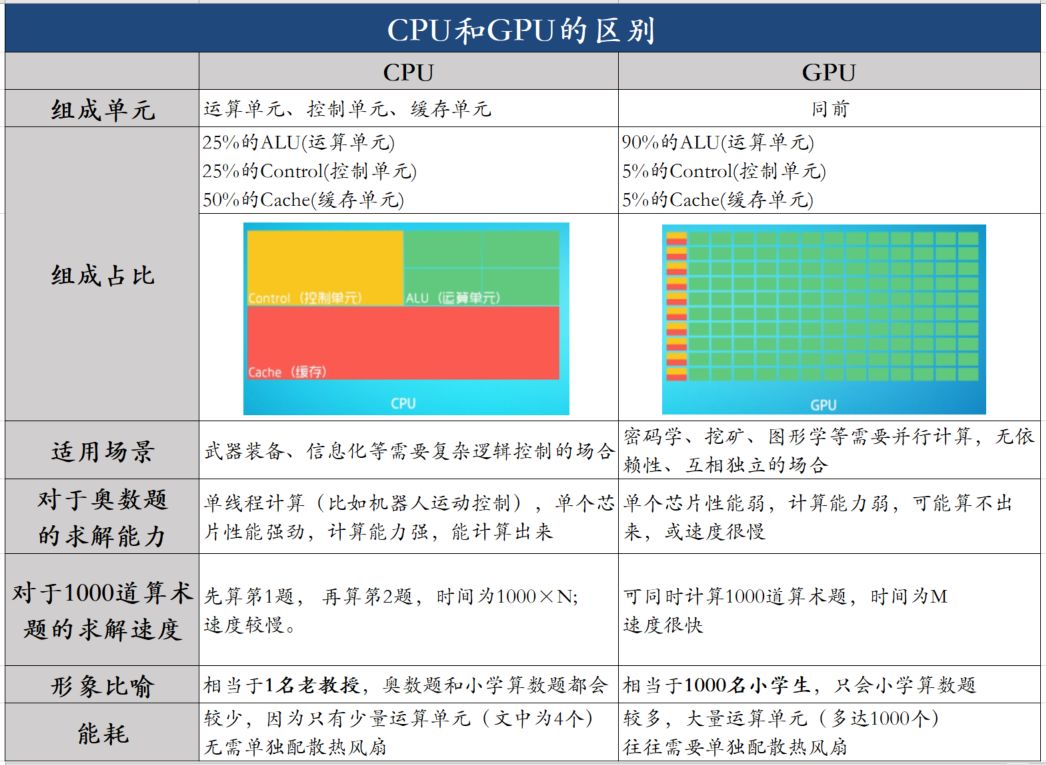 CPU和GPU的区别
CPU
GPU
组成单元
运算单元、控制单元、缓存单元
同前
组成占比
25%的ALU(运算单元)
25%的Control(控制单元)
50%的Cache(缓存单元)
90%的ALU(运算单元)
5%的Control(控制单元)
5%的Cache(缓存单元)
Control（控制单元）
ALU（运算单元）
Cache（缓存）
CPU
GPU
适用场景
武器装备、信息化等需要复杂逻辑控制的场合
密码学、挖矿、图形学等需要并行计算，无依
赖性、互相独立的场合
对于奥数题
的求解能力
单线程计算（比如机器人运动控制），单个芯
片性能强劲，计算能力强，能计算出来
单个芯片性能弱，计算能力弱，可能算不出
来，或速度很慢
对于1000道算术
题的求解速度
先算第1题， 再算第2题，时间为1000×N;
速度较慢。
可同时计算1000道算术题，时间为M
速度很快
形象比喻
相当于1名老教授，奥数题和小学算数题都会
相当于1000名小学生，只会小学算数题
能耗
较少，因为只有少量运算单元（文中为4个）
无需单独配散热风扇
较多，大量运算单元（多达1000个）
往往需要单独配散热风扇